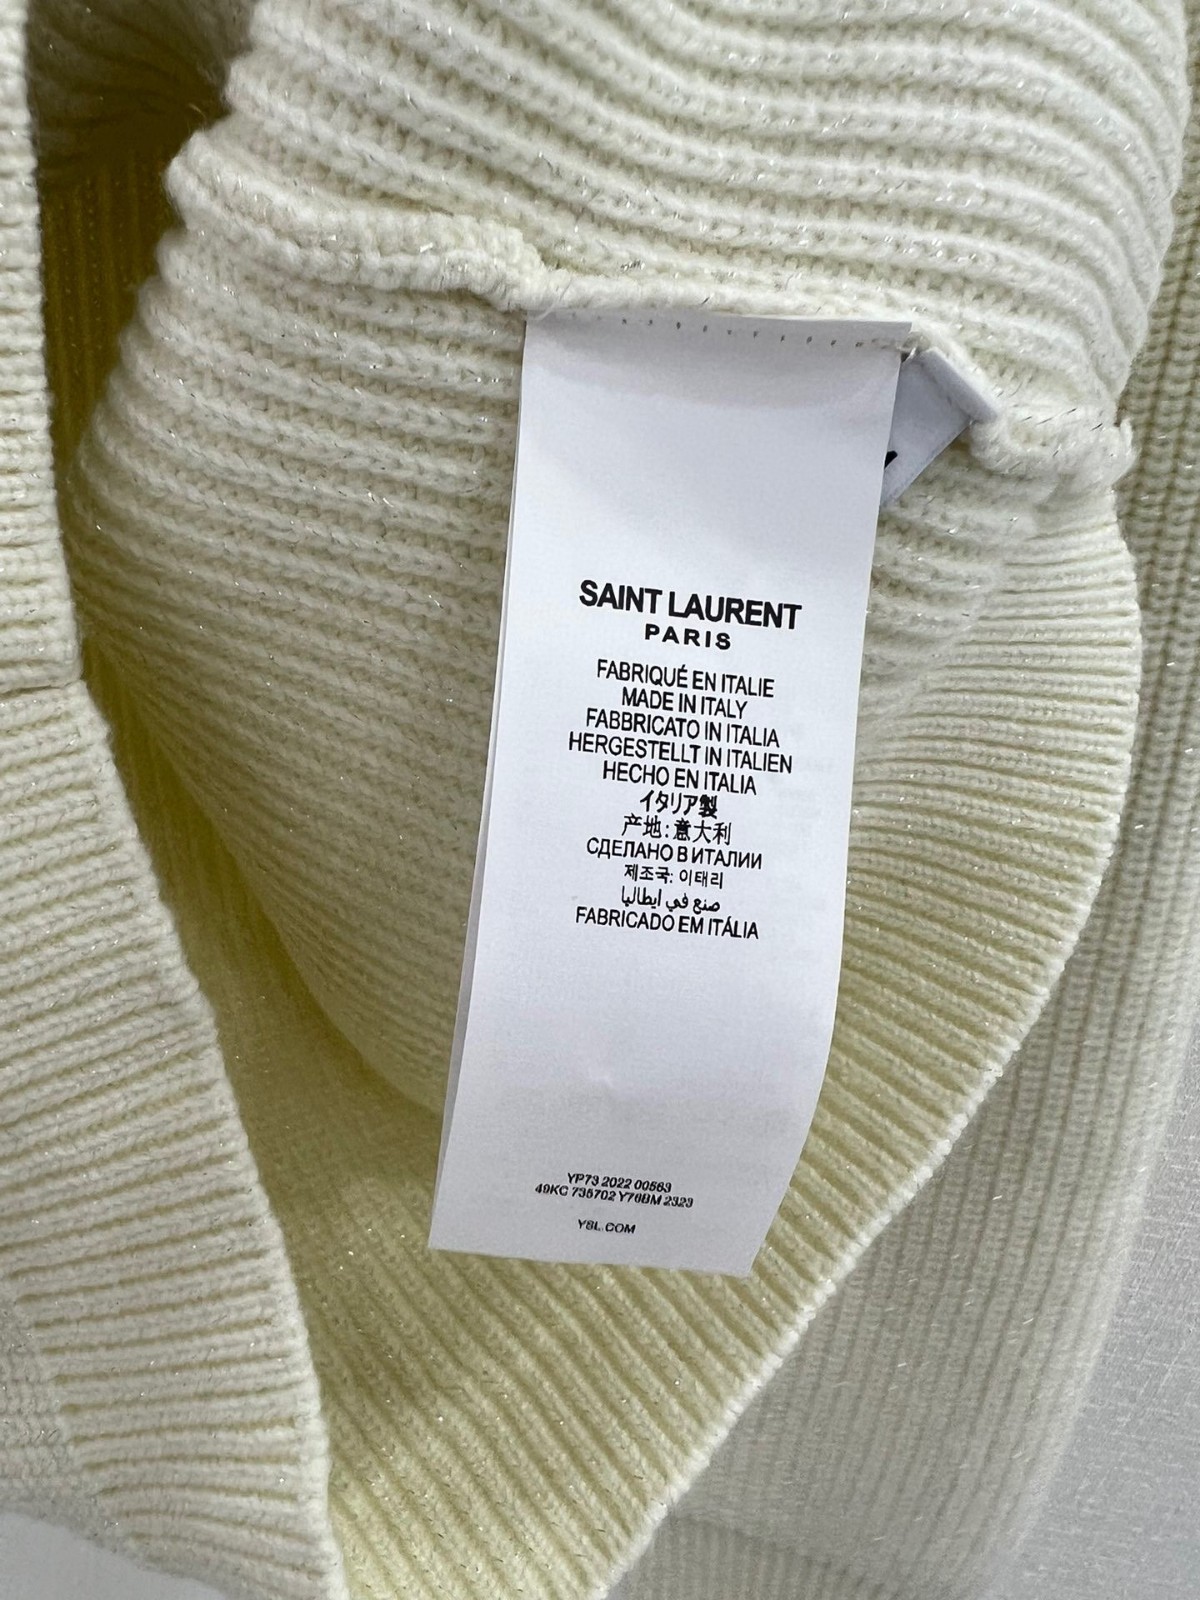 SAINT LAURENT
PARIS
FABRIQUÉ EN ITALIE
MADE IN ITALY
FABBRICATO IN ITALIA
HERGESTELLT IN ITALIEN
HECHO EN ITALIA
イタリア製
产地:意大利
СДЕЛАНО В ИТАЛИИ
제조국: 이태리
صنع في ايطاليا
FABRICADO EM ITÁLIA
YP73 2022 00563
49KC 735702 Y76BM 2323
YSL.COM